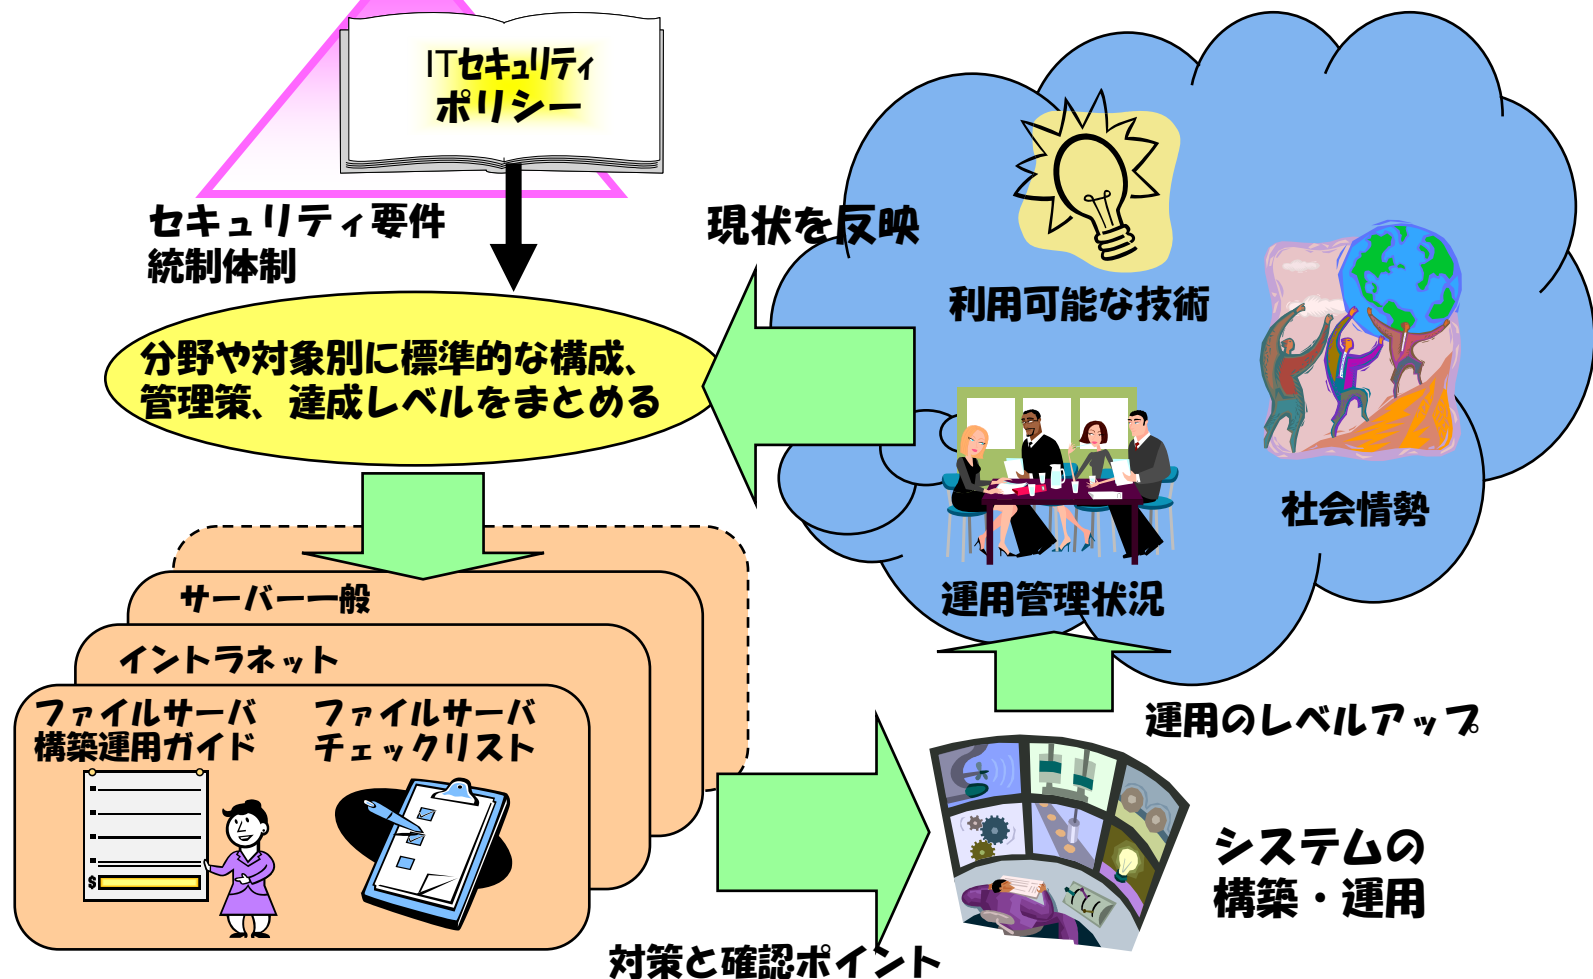 ITセキュリティ
ポリシー
セキュリティ要件
統制体制
現状を反映
利用可能な技術
分野や対象別に標準的な構成、
管理策、達成レベルをまとめる
社会情勢
運用管理状況
サーバー一般
イントラネット
ファイルサーバ
構築運用ガイド
ファイルサーバ
チェックリスト
$
運用のレベルアップ
システムの
構築・運用
対策と確認ポイント